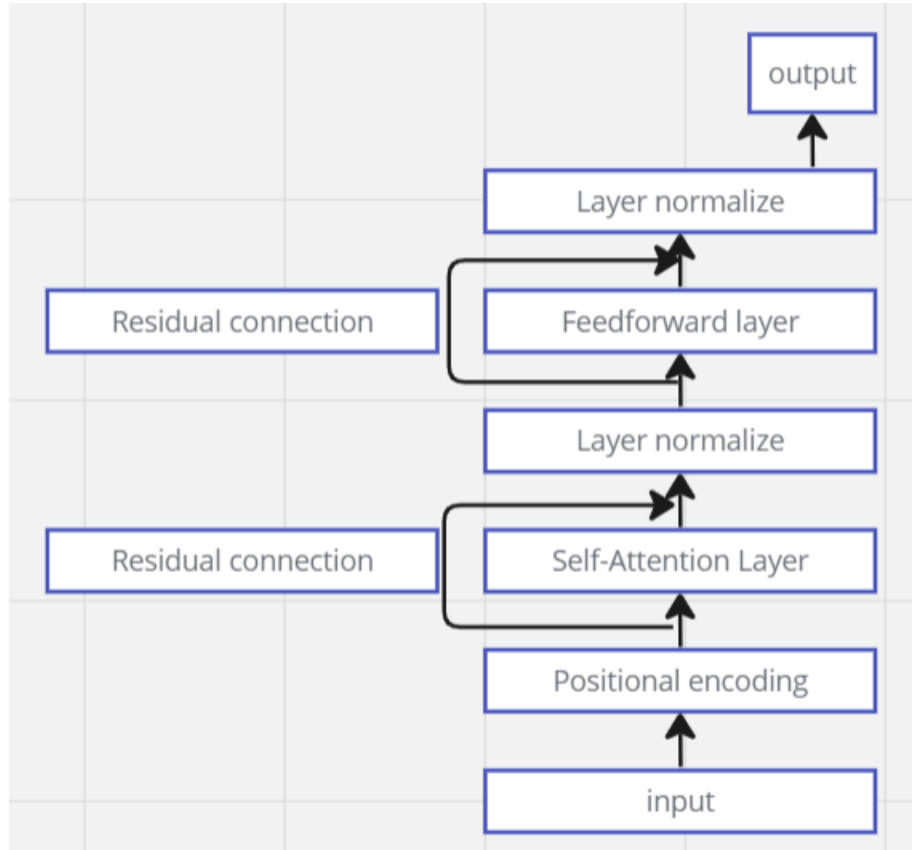 output
Layer normalize
Residual connection
Feedforward layer
Layer normalize
Residual connection
Self-Attention Layer
Positional encoding
input